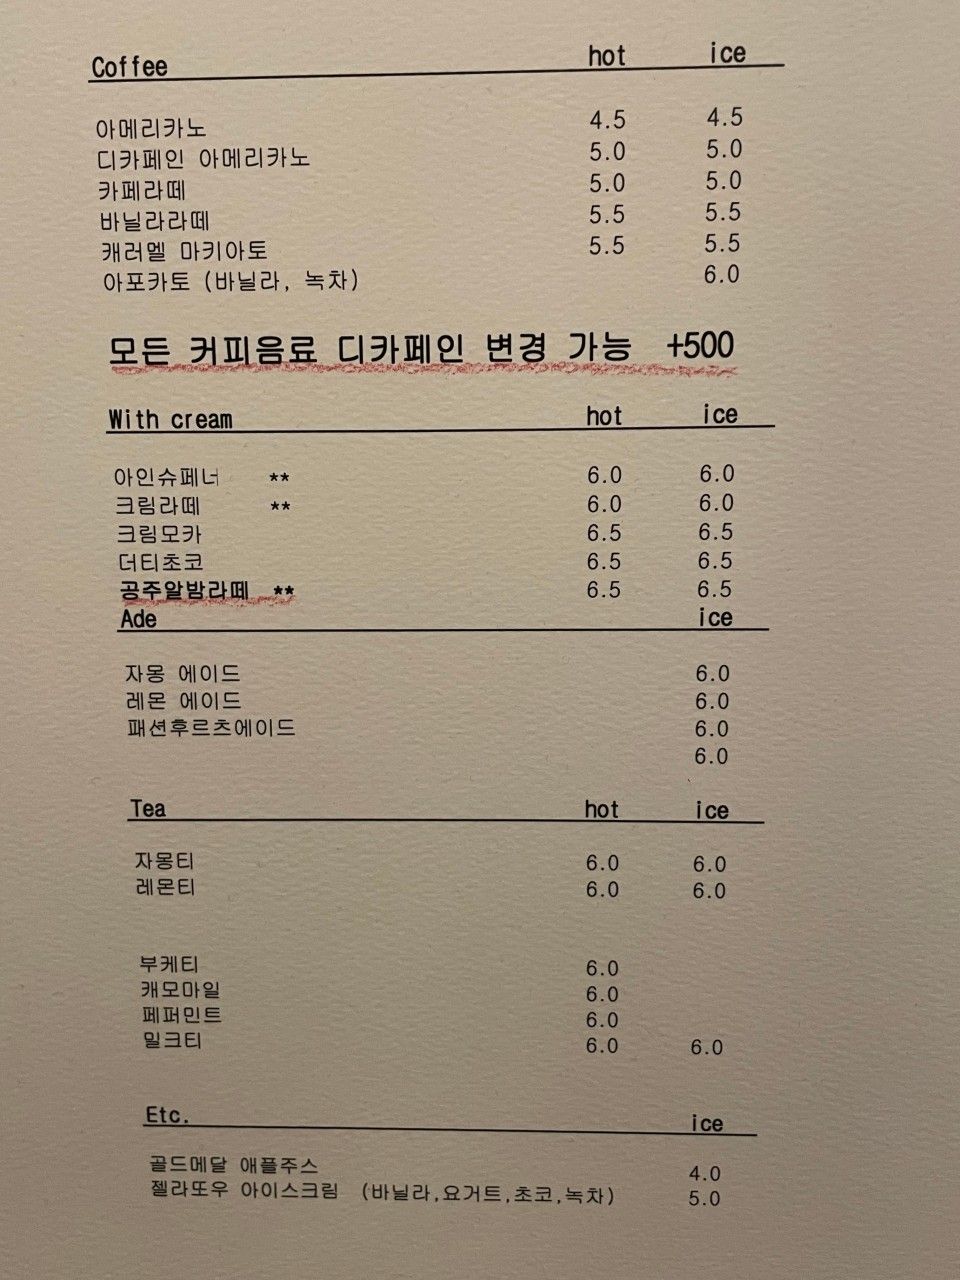 Coffee hot ice
아메리카노 4.5 4.5
디카페인 아메리카노 5.0 5.0
카페라떼 5.0 5.0
바닐라라떼 5.5 5.5
캐러멜 마키아토 5.5 5.5
아포카토 (바닐라, 녹차) 6.0
모든 커피음료 디카페인 변경 가능 +500
With cream hot ice
아인슈페너 ** 6.0 6.0
크림라떼 ** 6.0 6.0
크림모카 6.5 6.5
더티초코 6.5 6.5
공주알밤라떼 ** 6.5 6.5
Ade ice
자몽 에이드 6.0
레몬 에이드 6.0
패션후르츠에이드 6.0
6.0
Tea hot ice
자몽티 6.0 6.0
레몬티 6.0 6.0
부케티 6.0
캐모마일 6.0
페퍼민트 6.0
밀크티 6.0 6.0
Etc. ice
골드메달 애플주스 4.0
젤라또우 아이스크림 (바닐라,요거트,초코,녹차) 5.0